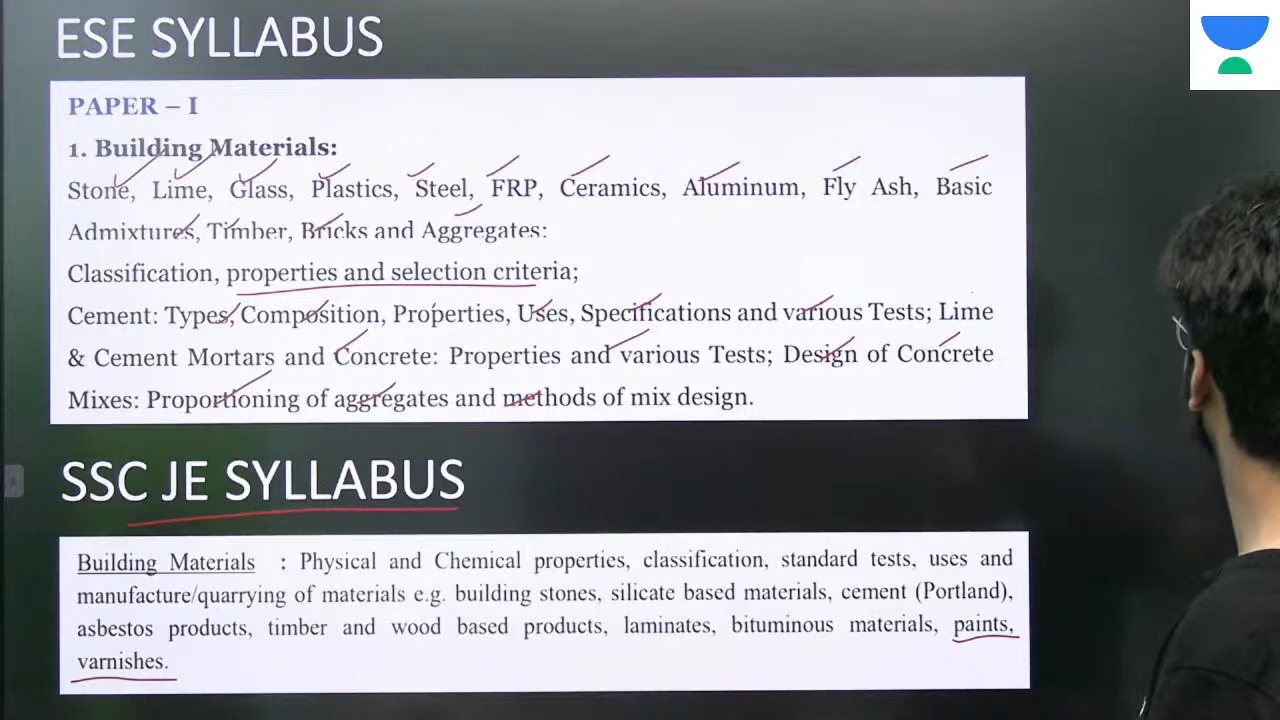 ESE SYLLABUS
PAPER – I
1. Building Materials:
Stone, Lime, Glass, Plastics, Steel, FRP, Ceramics, Aluminum, Fly Ash, Basic
Admixtures, Timber, Bricks and Aggregates:
Classification, properties and selection criteria;
Cement: Types, Composition, Properties, Uses, Specifications and various Tests; Lime
& Cement Mortars and Concrete: Properties and various Tests; Design of Concrete
Mixes: Proportioning of aggregates and methods of mix design.
SSC JE SYLLABUS
Building Materials : Physical and Chemical properties, classification, standard tests, uses and
manufacture/quarrying of materials e.g. building stones, silicate based materials, cement (Portland),
asbestos products, timber and wood based products, laminates, bituminous materials, paints,
varnishes.